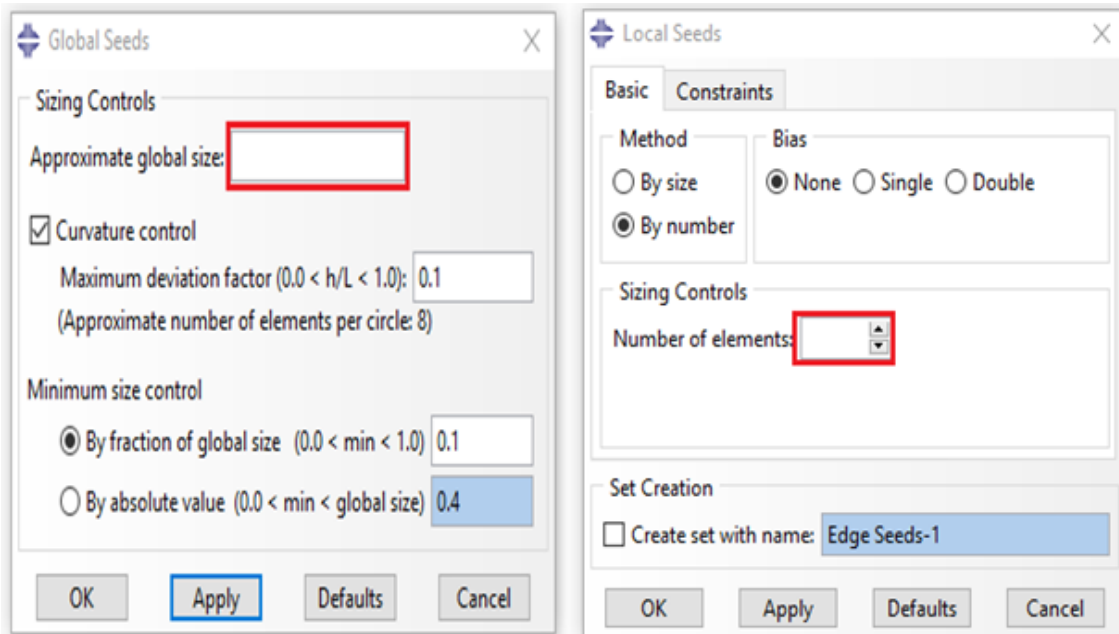 Global Seeds
Sizing Controls
Approximate global size:
Curvature control
Maximum deviation factor (0.0 < h/L < 1.0): 0.1
(Approximate number of elements per circle: 8)
Minimum size control
By fraction of global size (0.0 < min < 1.0) 0.1
By absolute value (0.0 < min < global size) 0.4
OK Apply Defaults Cancel
Local Seeds
Basic Constraints
Method
By size
By number
Bias
None Single Double
Sizing Controls
Number of elements:
Set Creation
Create set with name: Edge Seeds-1
OK Apply Defaults Cancel